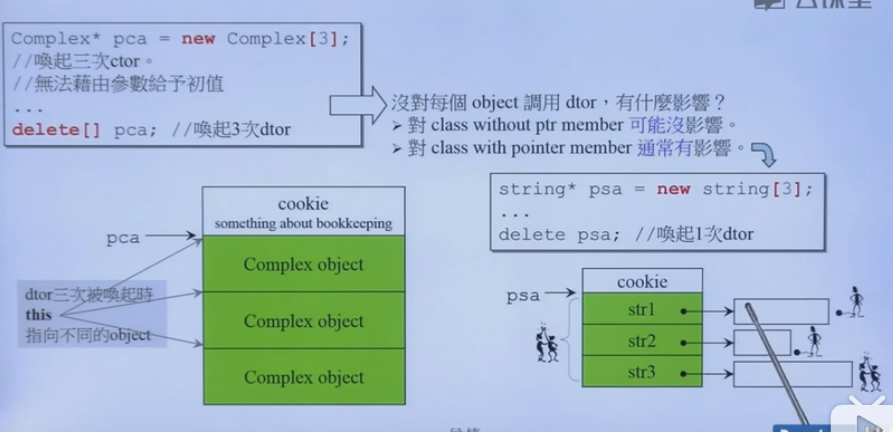 Complex* pca = new Complex[3];
//喚起三次ctor。
//無法藉由參數給予初值
...
delete[] pca; //喚起3次dtor
沒對每個 object 調用 dtor，有什麼影響？
➢ 對 class without ptr member 可能沒影響。
➢ 對 class with pointer member 通常有影響。
string* psa = new string[3];
...
delete psa; //喚起1次dtor
pca
cookie
something about bookkeeping
Complex object
Complex object
Complex object
dtor三次被喚起時
this
指向不同的object
psa
cookie
str1
str2
str3